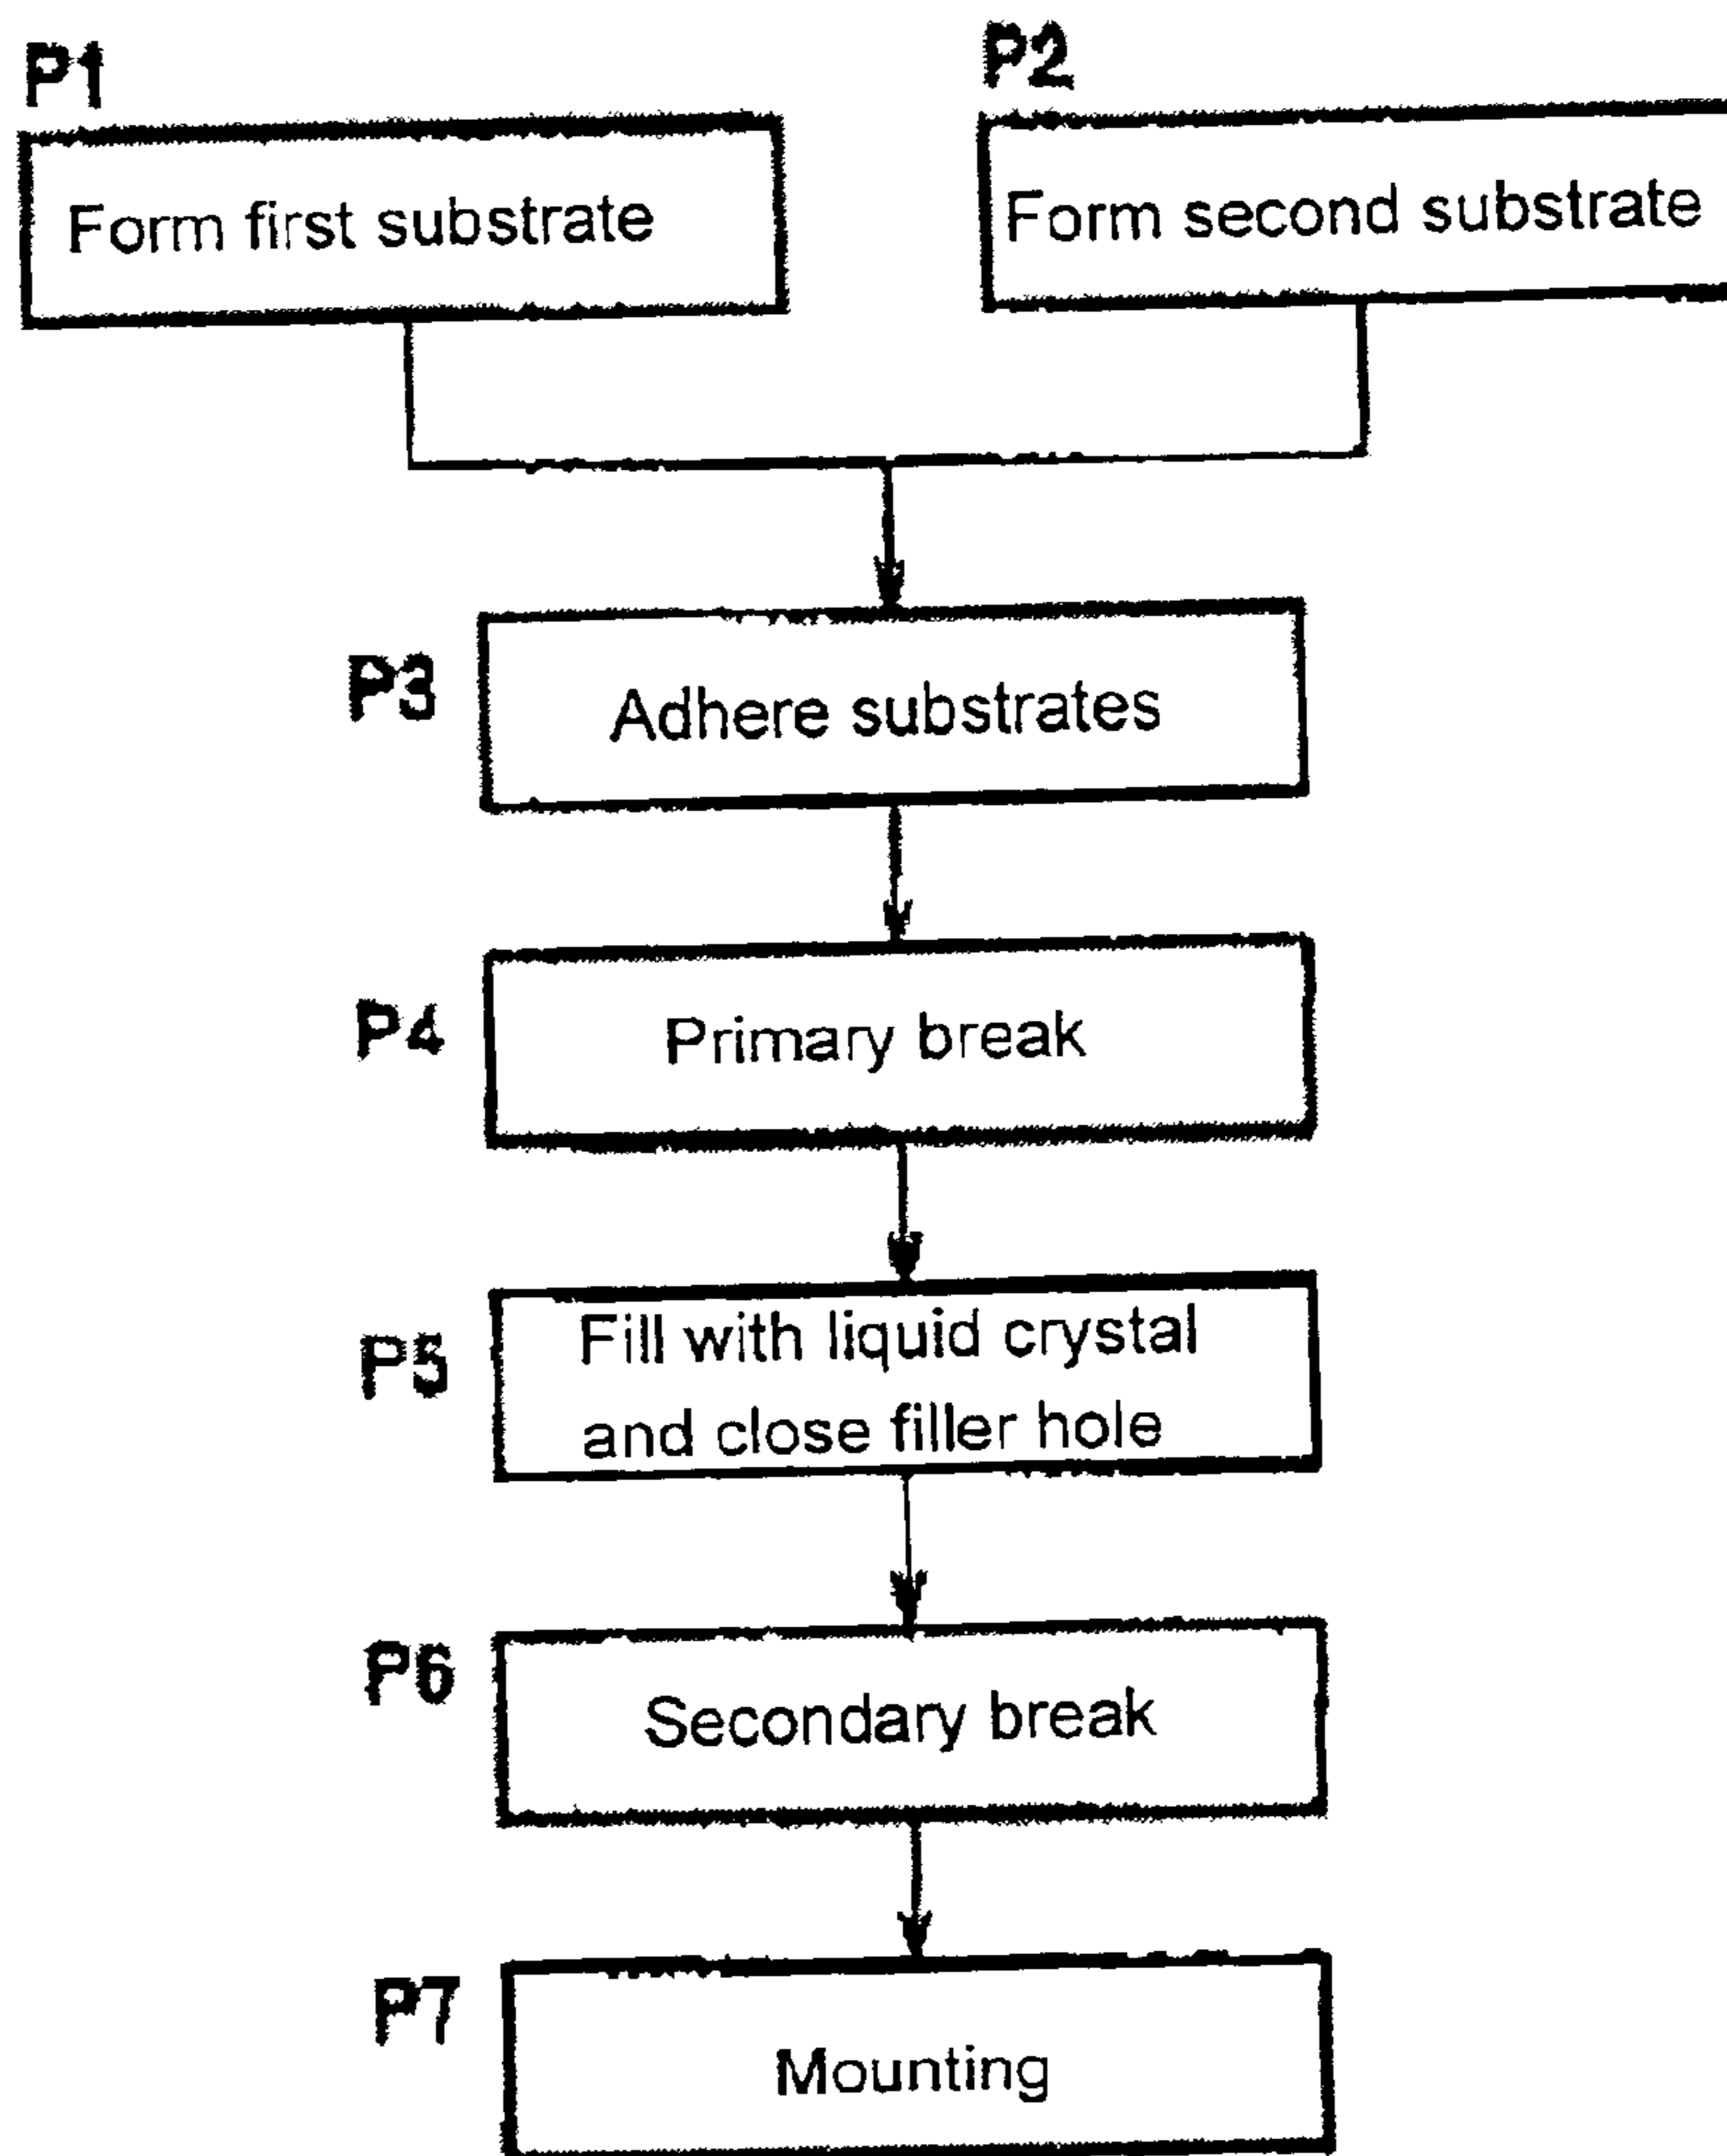 P1
P2
Form first substrate
Form second substrate
P3
Adhere substrates
P4
Primary break
P5
Fill with liquid crystal
and close filler hole
P6
Secondary break
P7
Mounting